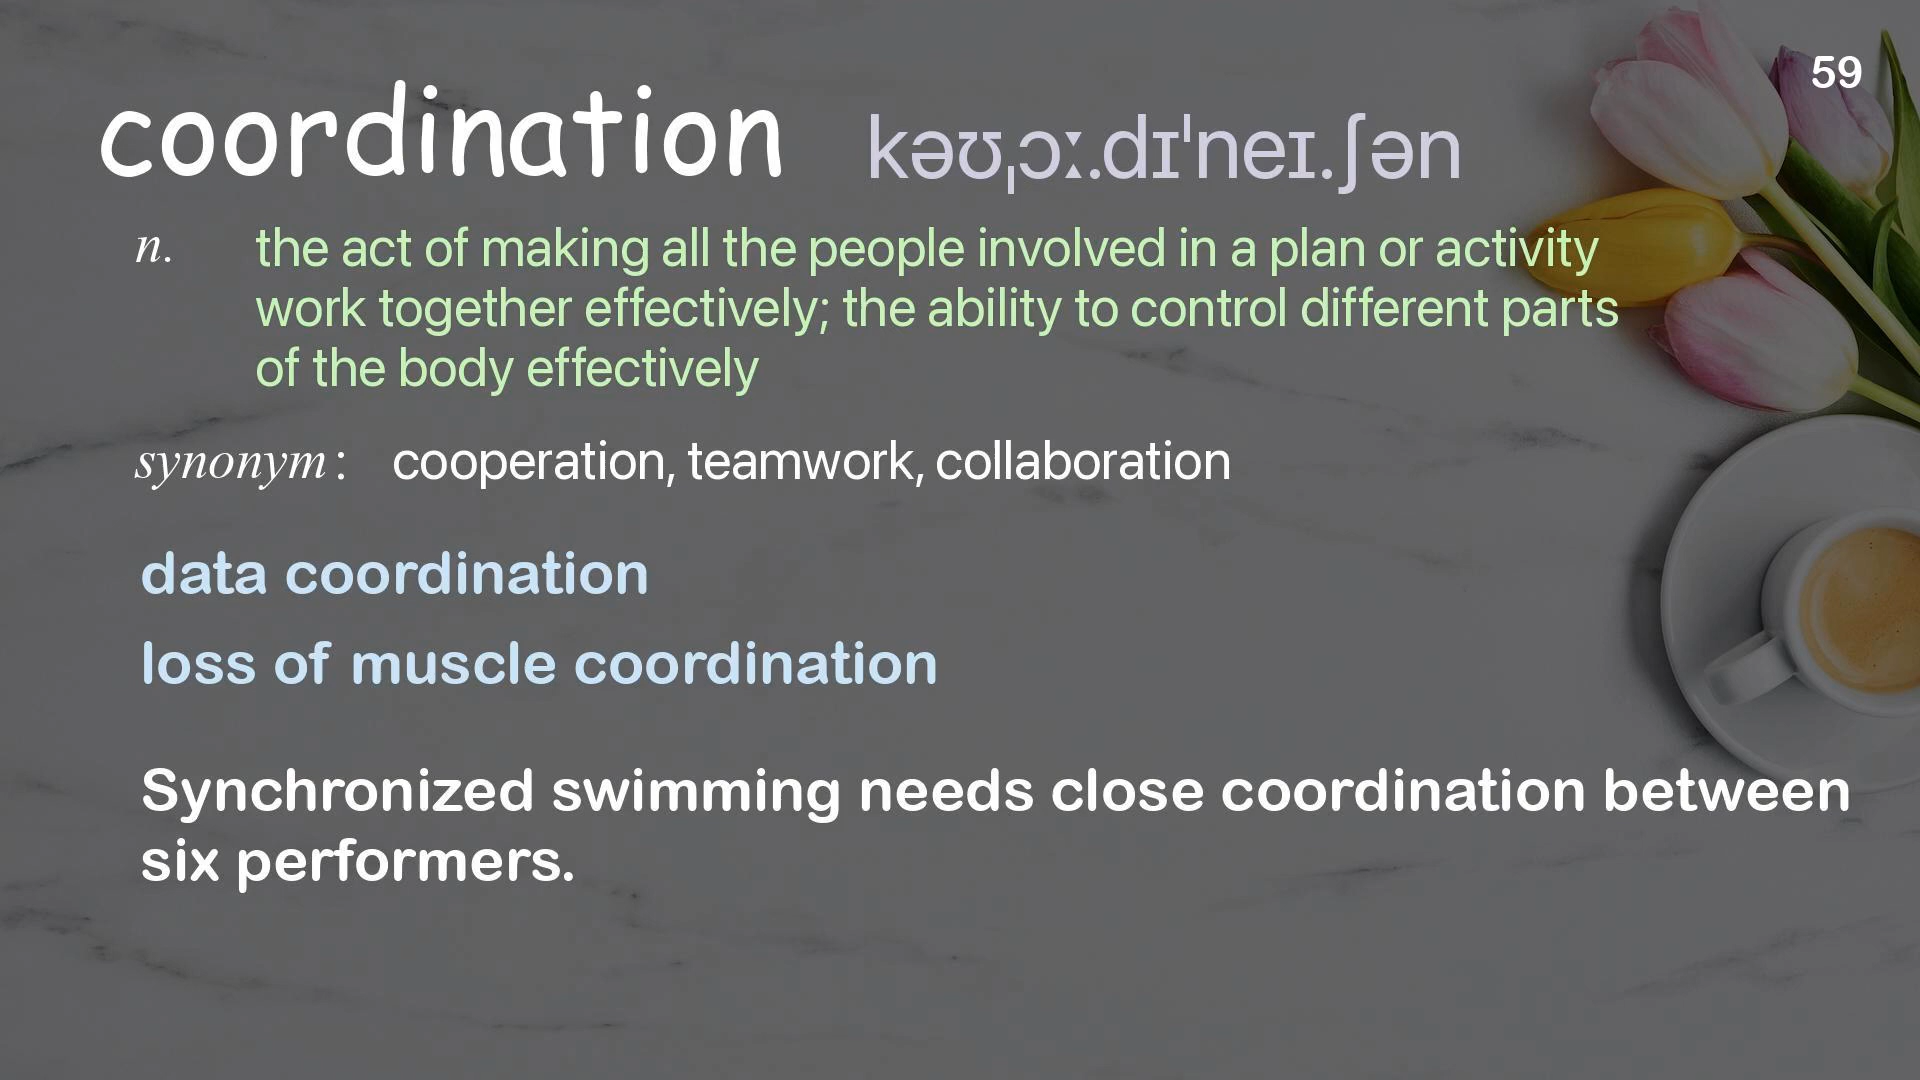 59
coordination kəʊˌɔː.dɪˈneɪ.ʃən
n. the act of making all the people involved in a plan or activity
work together effectively; the ability to control different parts
of the body effectively
synonym: cooperation, teamwork, collaboration
data coordination
loss of muscle coordination
Synchronized swimming needs close coordination between
six performers.